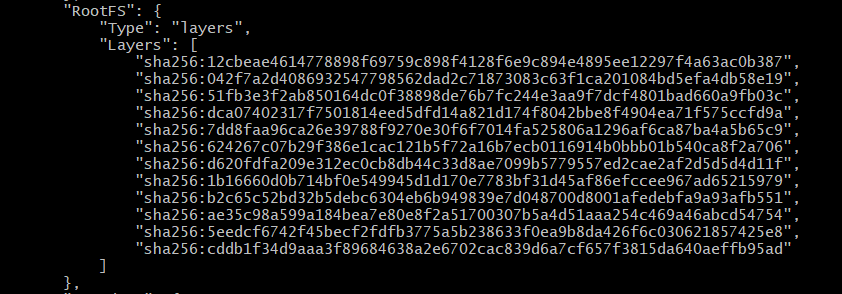 "RootFS": {
"Type": "layers",
"Layers": [
"sha256:12cbeae4614778898f69759c898f4128f6e9c894e4895ee12297f4a63ac0b387",
"sha256:042f7a2d4086932547798562dad2c71873083c63f1ca201084bd5efa4db58e19",
"sha256:51fb3e3f2ab850164dc0f38898de76b7fc244e3aa9f7dcf4801bad660a9fb03c",
"sha256:dca07402317f7501814eed5dfd14a821d174f8042bbe8f4904ea71f575ccfd9a",
"sha256:7dd8faa96ca26e39788f9270e30f6f7014fa525806a1296af6ca87ba4a5b65c9",
"sha256:624267c07b29f386e1cac121b5f72a16b7ecb0116914b0bbb01b540ca8f2a706",
"sha256:d620fdfa209e312ec0cb8db44c33d8ae7099b5779557ed2cae2af2d5d5d4d11f",
"sha256:1b16660d0b714bf0e549945d1d170e7783bf31d45af86efccee967ad65215979",
"sha256:b2c65c52bd32b5debc6304eb6b949839e7d048700d8001afedebfa9a93afb551",
"sha256:ae35c98a599a184bea7e80e8f2a51700307b5a4d51aaa254c469a46abcd54754",
"sha256:5eedcf6742f45becf2fdfb3775a5b238633f0ea9b8da426f6c030621857425e8",
"sha256:cddb1f34d9aaa3f89684638a2e6702cac839d6a7cf657f3815da640aeffb95ad"
]
},